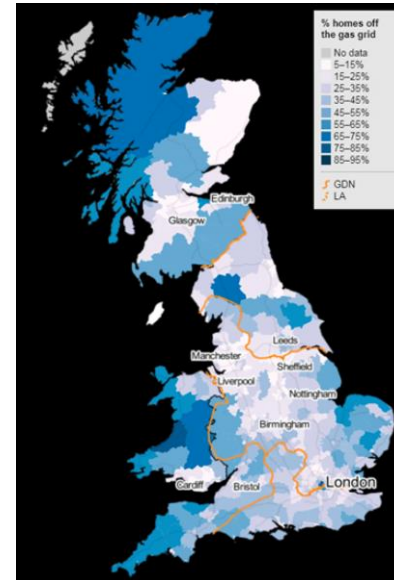 % homes off
the gas grid
No data
5–15%
15–25%
25–35%
35–45%
45–55%
55–65%
65–75%
75–85%
85–95%
GDN
LA
Edinburgh
Glasgow
Leeds
Manchester
Sheffield
Liverpool
Nottingham
Birmingham
London
Cardiff
Bristol